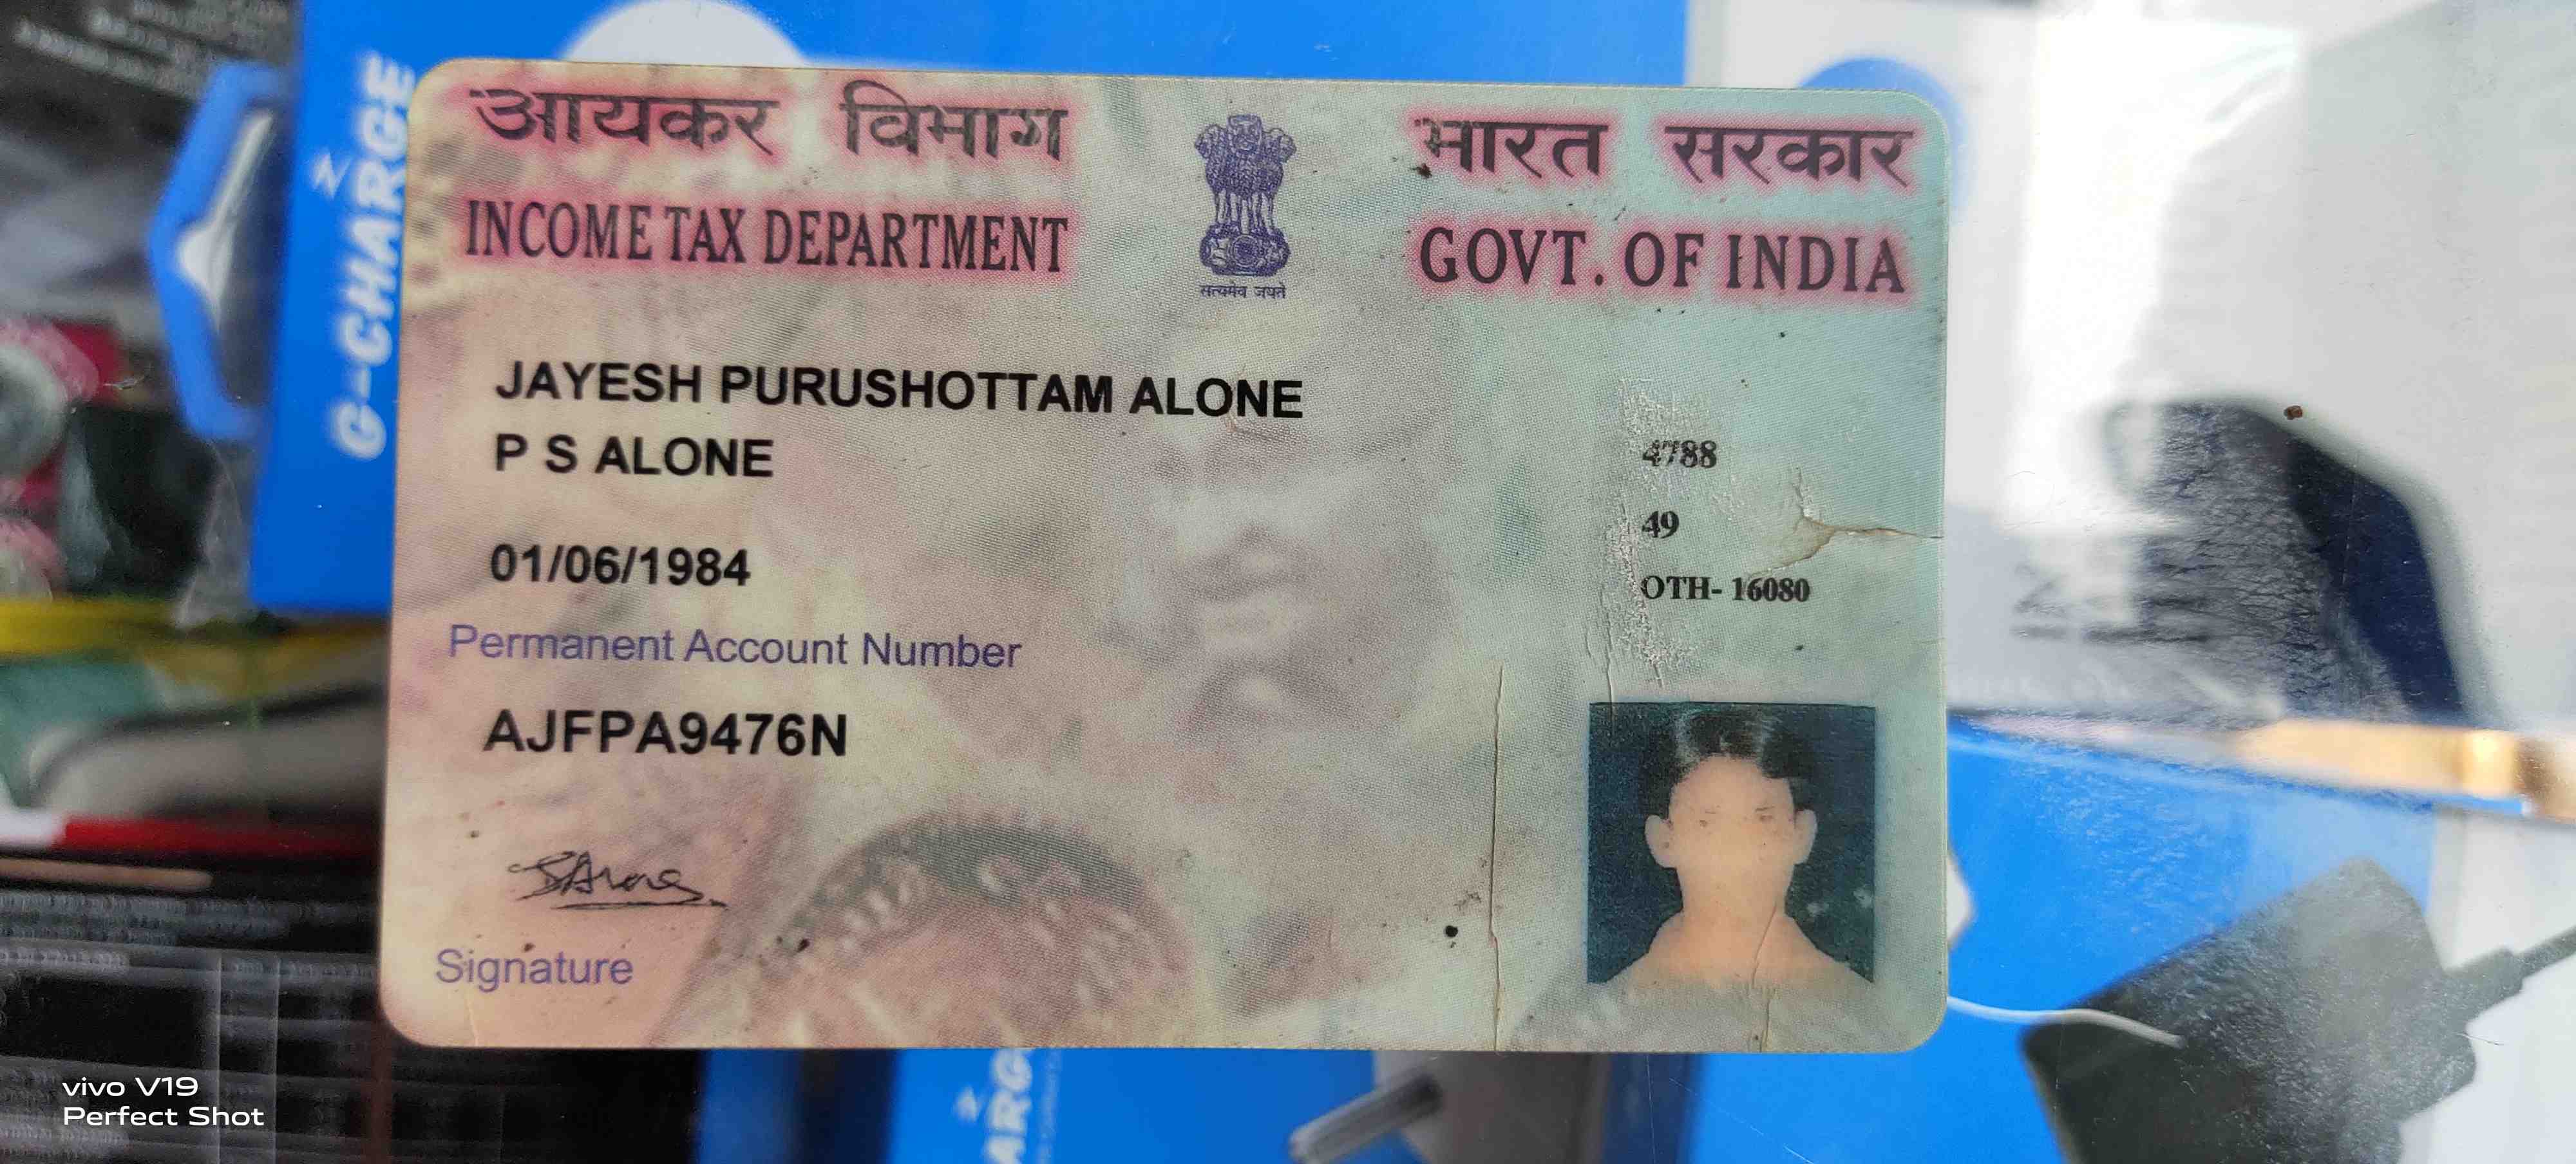 आयकर विभाग
भारत सरकार
INCOME TAX DEPARTMENT
GOVT. OF INDIA
सत्यमेव जयते
JAYESH PURUSHOTTAM ALONE
P S ALONE
01/06/1984
Permanent Account Number
AJFPA9476N
Signature
4788
49
OTH- 16080
G-CHARGE
vivo V19
Perfect Shot